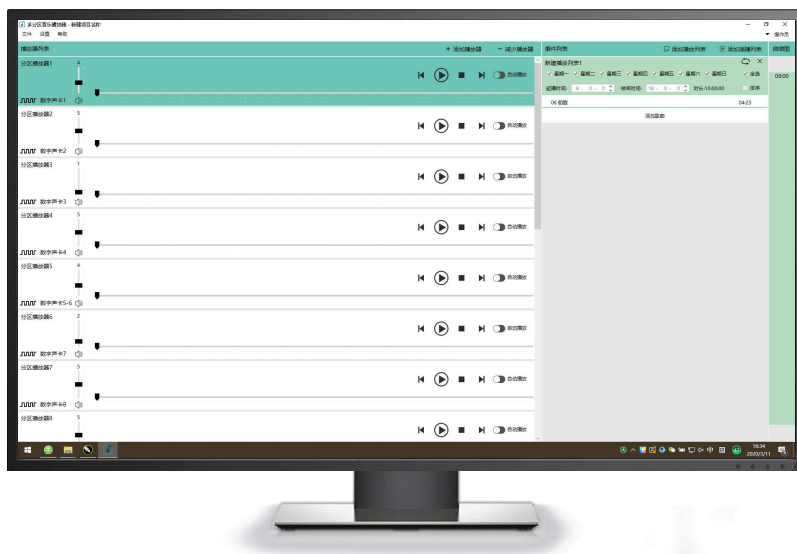 多分区音乐播放器 - 新建项目名称
文件 设置 帮助
操作员
播放器列表 + 添加播放器 − 减少播放器
事件列表 添加播放列表 添加插播列表 缩略图
分区播放器1 4 自动播放
数字声卡1
分区播放器2 5 自动播放
数字声卡2
分区播放器3 1 自动播放
数字声卡3
分区播放器4 5 自动播放
数字声卡4
分区播放器5 4 自动播放
数字声卡5-6
分区播放器6 2 自动播放
数字声卡7
分区播放器7 5 自动播放
数字声卡8
分区播放器8 5 自动播放
新建播放列表1
星期一 星期二 星期三 星期四 星期五 星期六 星期日 全选
起播时间: 8 : 0 : 0 结束时间: 18 : 0 : 0 时长:10:00:00
04:23
添加歌曲
08:00
中
16:34
2020/3/11